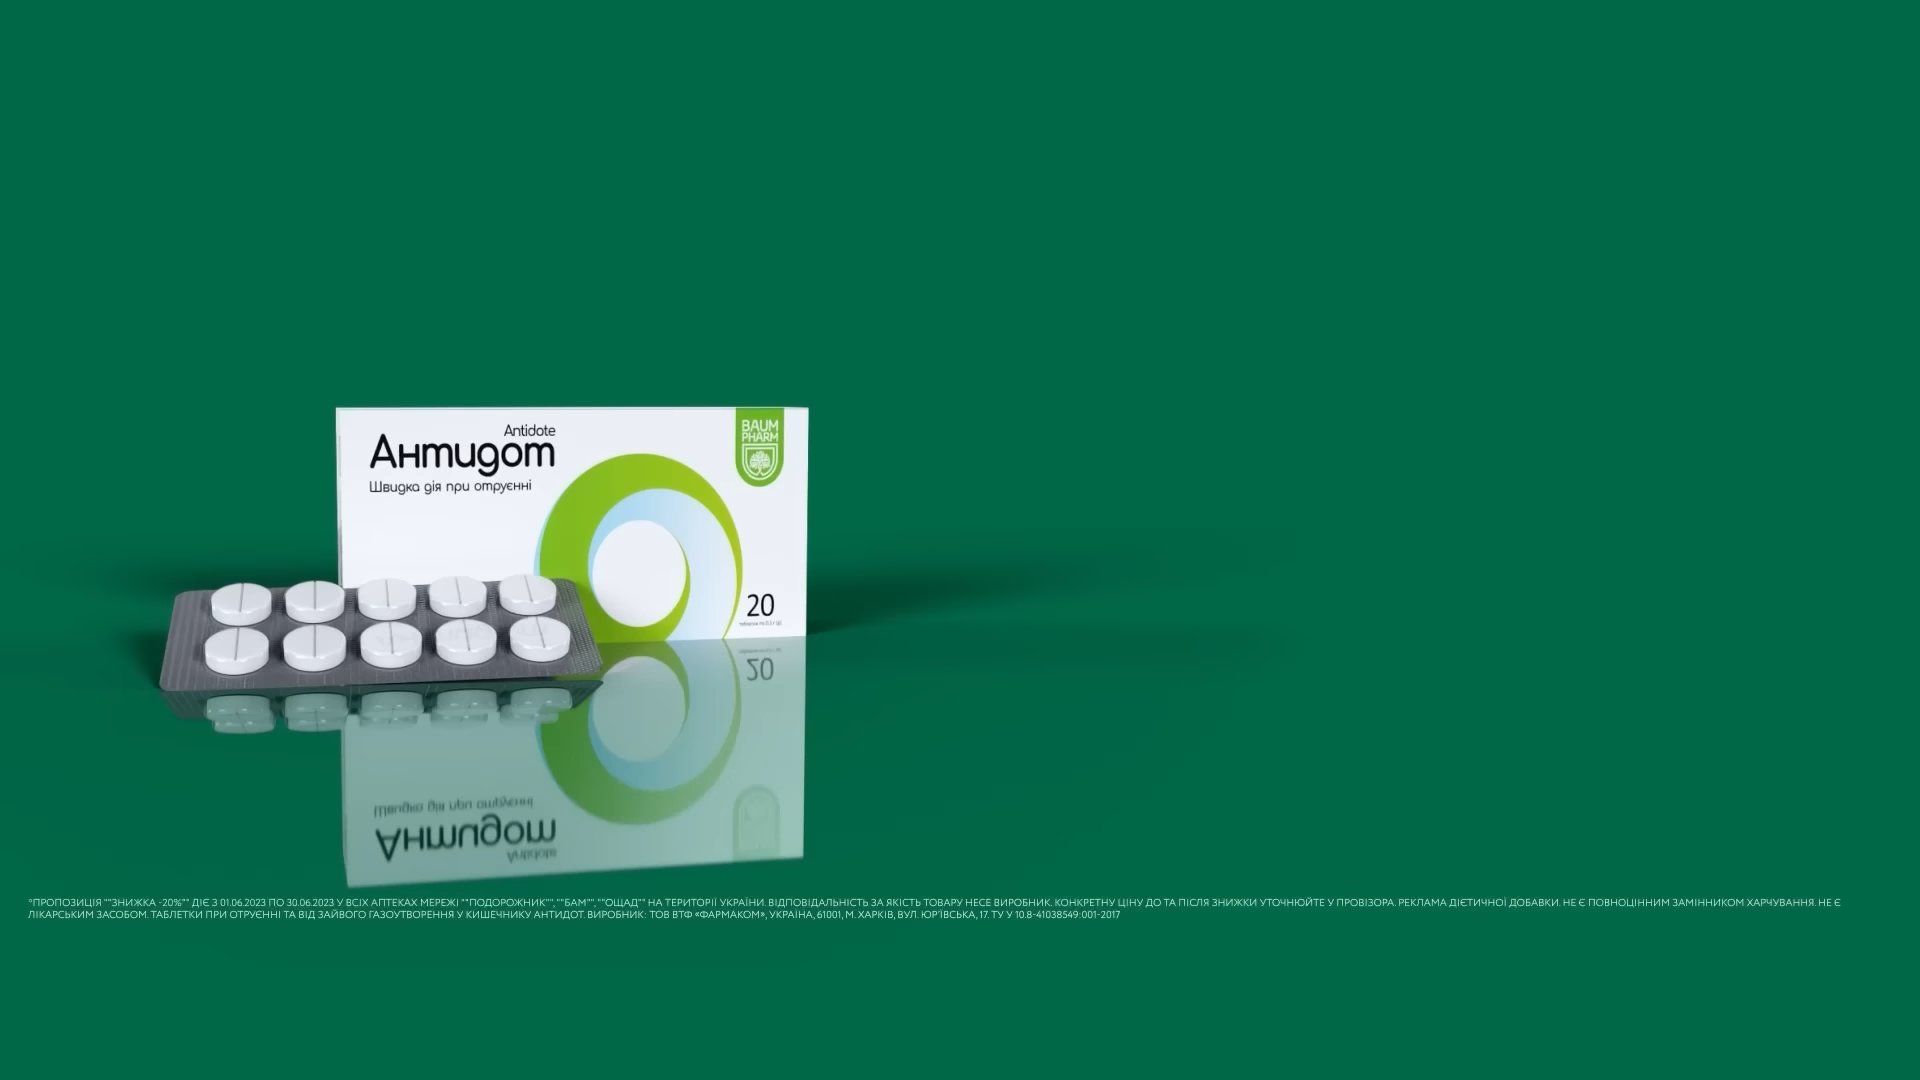 Antidote
Антидот
Швидка дія при отруєнні
BAUM
PHARM
20
*ПРОПОЗИЦІЯ ""ЗНИЖКА -20%"" ДІЄ З 01.06.2023 ПО 30.06.2023 У ВСІХ АПТЕКАХ МЕРЕЖІ ""ПОДОРОЖНИК"", ""БАМ"", ""ОЩАД"" НА ТЕРИТОРІЇ УКРАЇНИ. ВІДПОВІДАЛЬНІСТЬ ЗА ЯКІСТЬ ТОВАРУ НЕСЕ ВИРОБНИК. КОНКРЕТНУ ЦІНУ ДО ТА ПІСЛЯ ЗНИЖКИ УТОЧНЮЙТЕ У ПРОВІЗОРА. РЕКЛАМА ДІЄТИЧНОЇ ДОБАВКИ. НЕ Є ПОВНОЦІННИМ ЗАМІННИКОМ ХАРЧУВАННЯ. НЕ Є
ЛІКАРСЬКИМ ЗАСОБОМ. ТАБЛЕТКИ ПРИ ОТРУЄННІ ТА ВІД ЗАЙВОГО ГАЗОУТВОРЕННЯ У КИШЕЧНИКУ АНТИДОТ. ВИРОБНИК: ТОВ ВТФ «ФАРМАКОМ», УКРАЇНА, 61001, М. ХАРКІВ, ВУЛ. ЮР'ЇВСЬКА, 17. ТУ У 10.8-41038549:001-2017